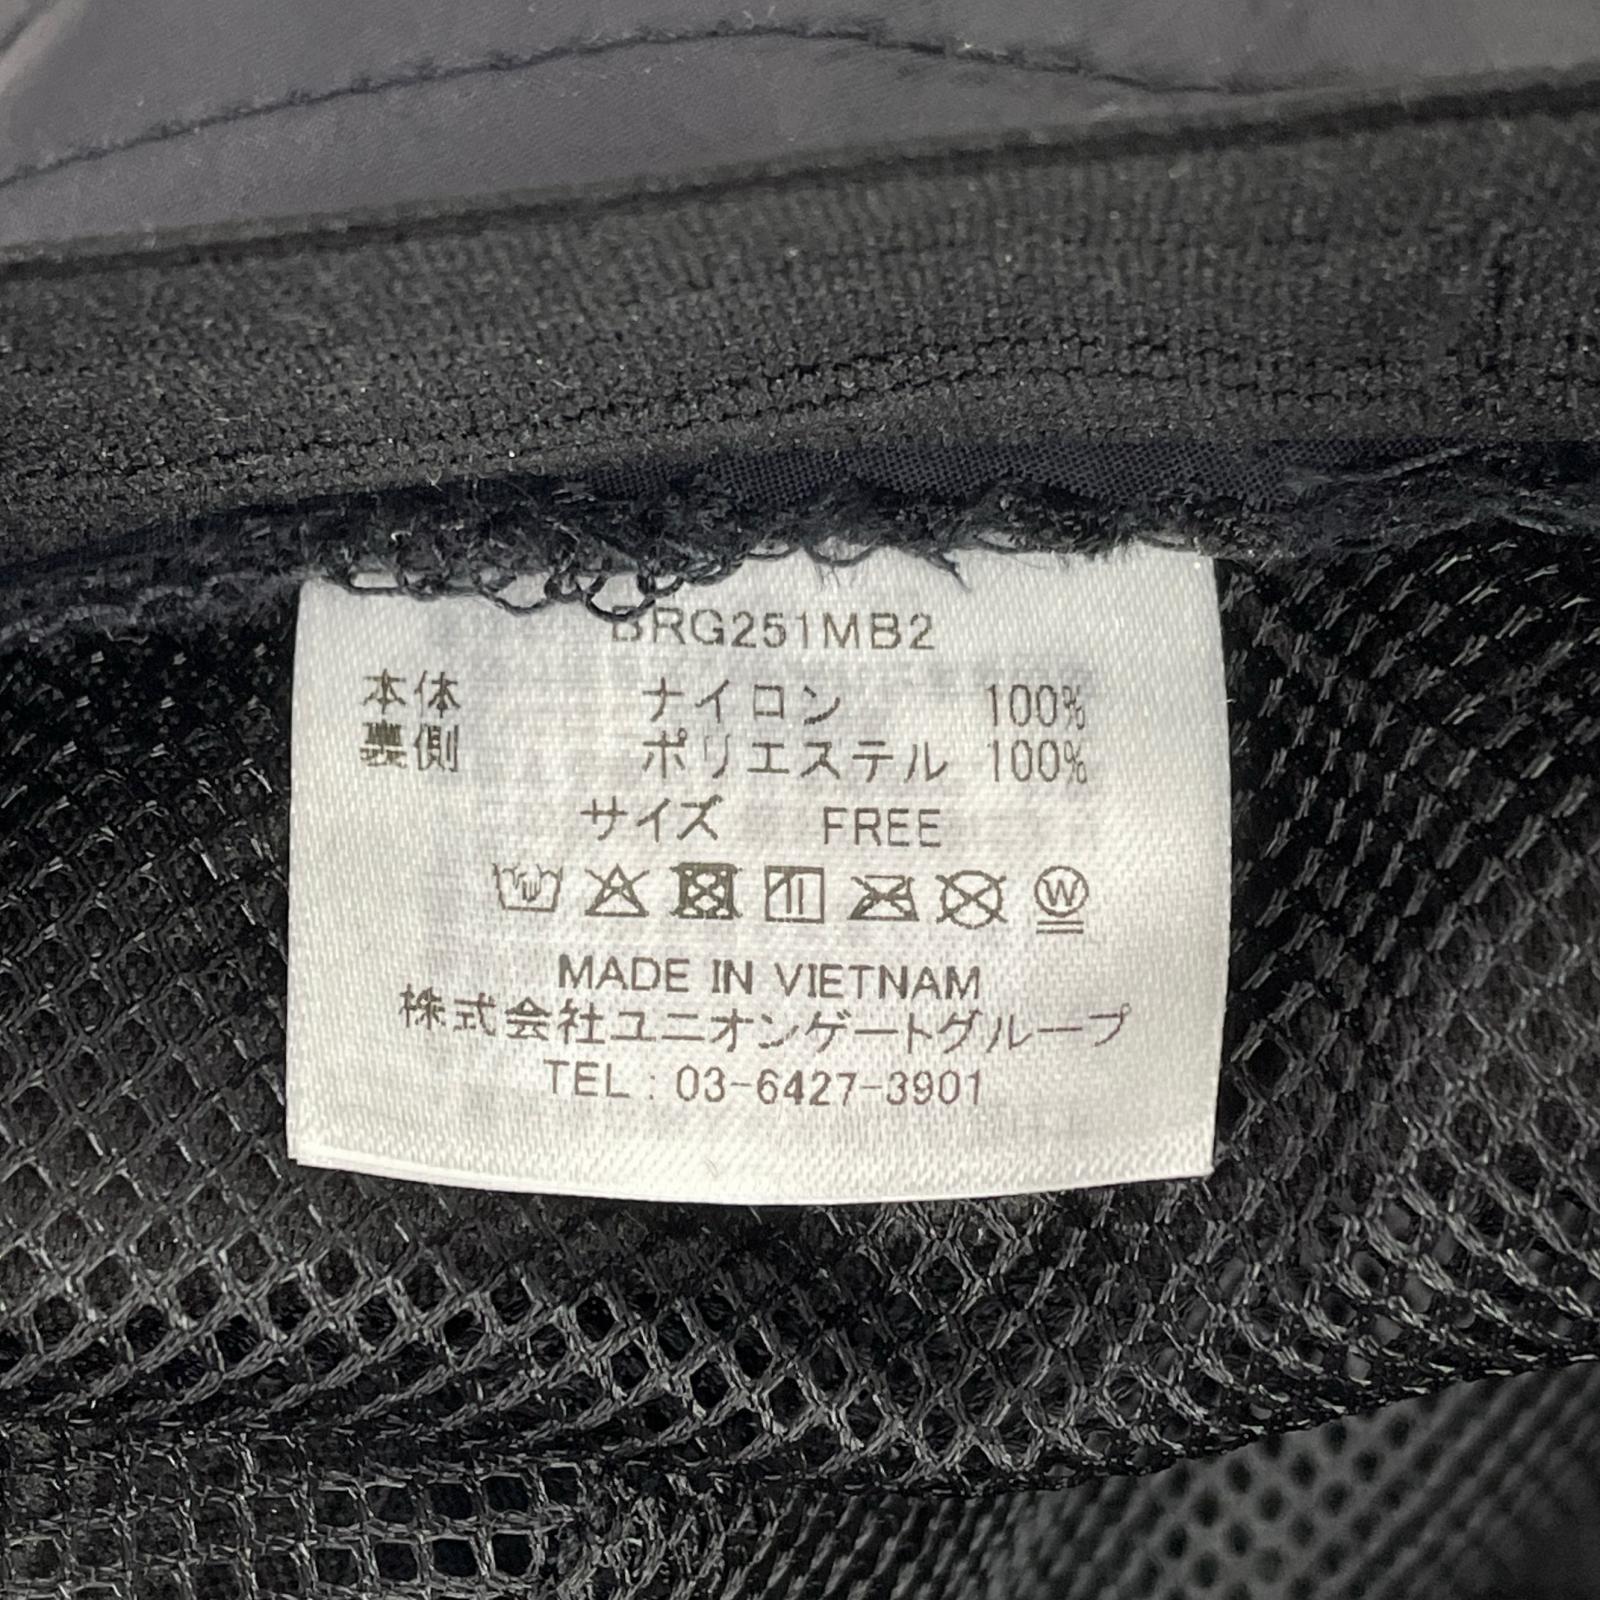 BRG251MB2
本体 ナイロン 100%
裏側 ポリエステル 100%
サイズ FREE
W
MADE IN VIETNAM
株式会社ユニオンゲートグループ
TEL : 03-6427-3901